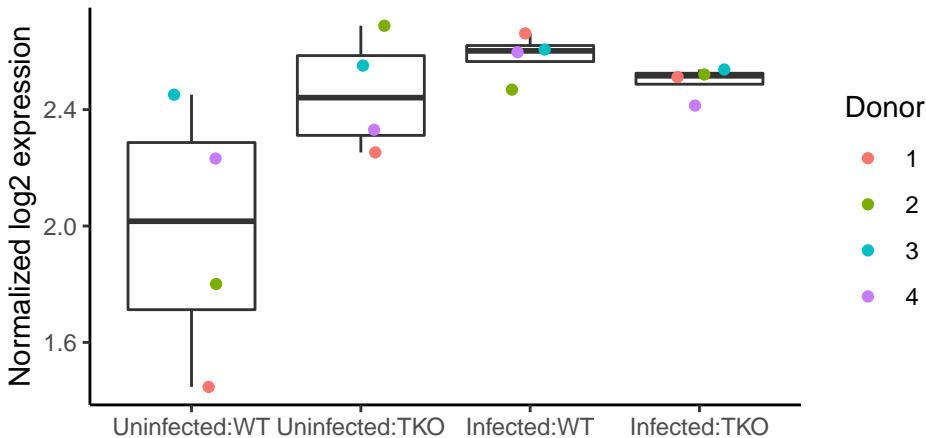 Normalized log2 expression
2.4
2.0
1.6
Uninfected:WT
Uninfected:TKO
Infected:WT
Infected:TKO
Donor
1
2
3
4